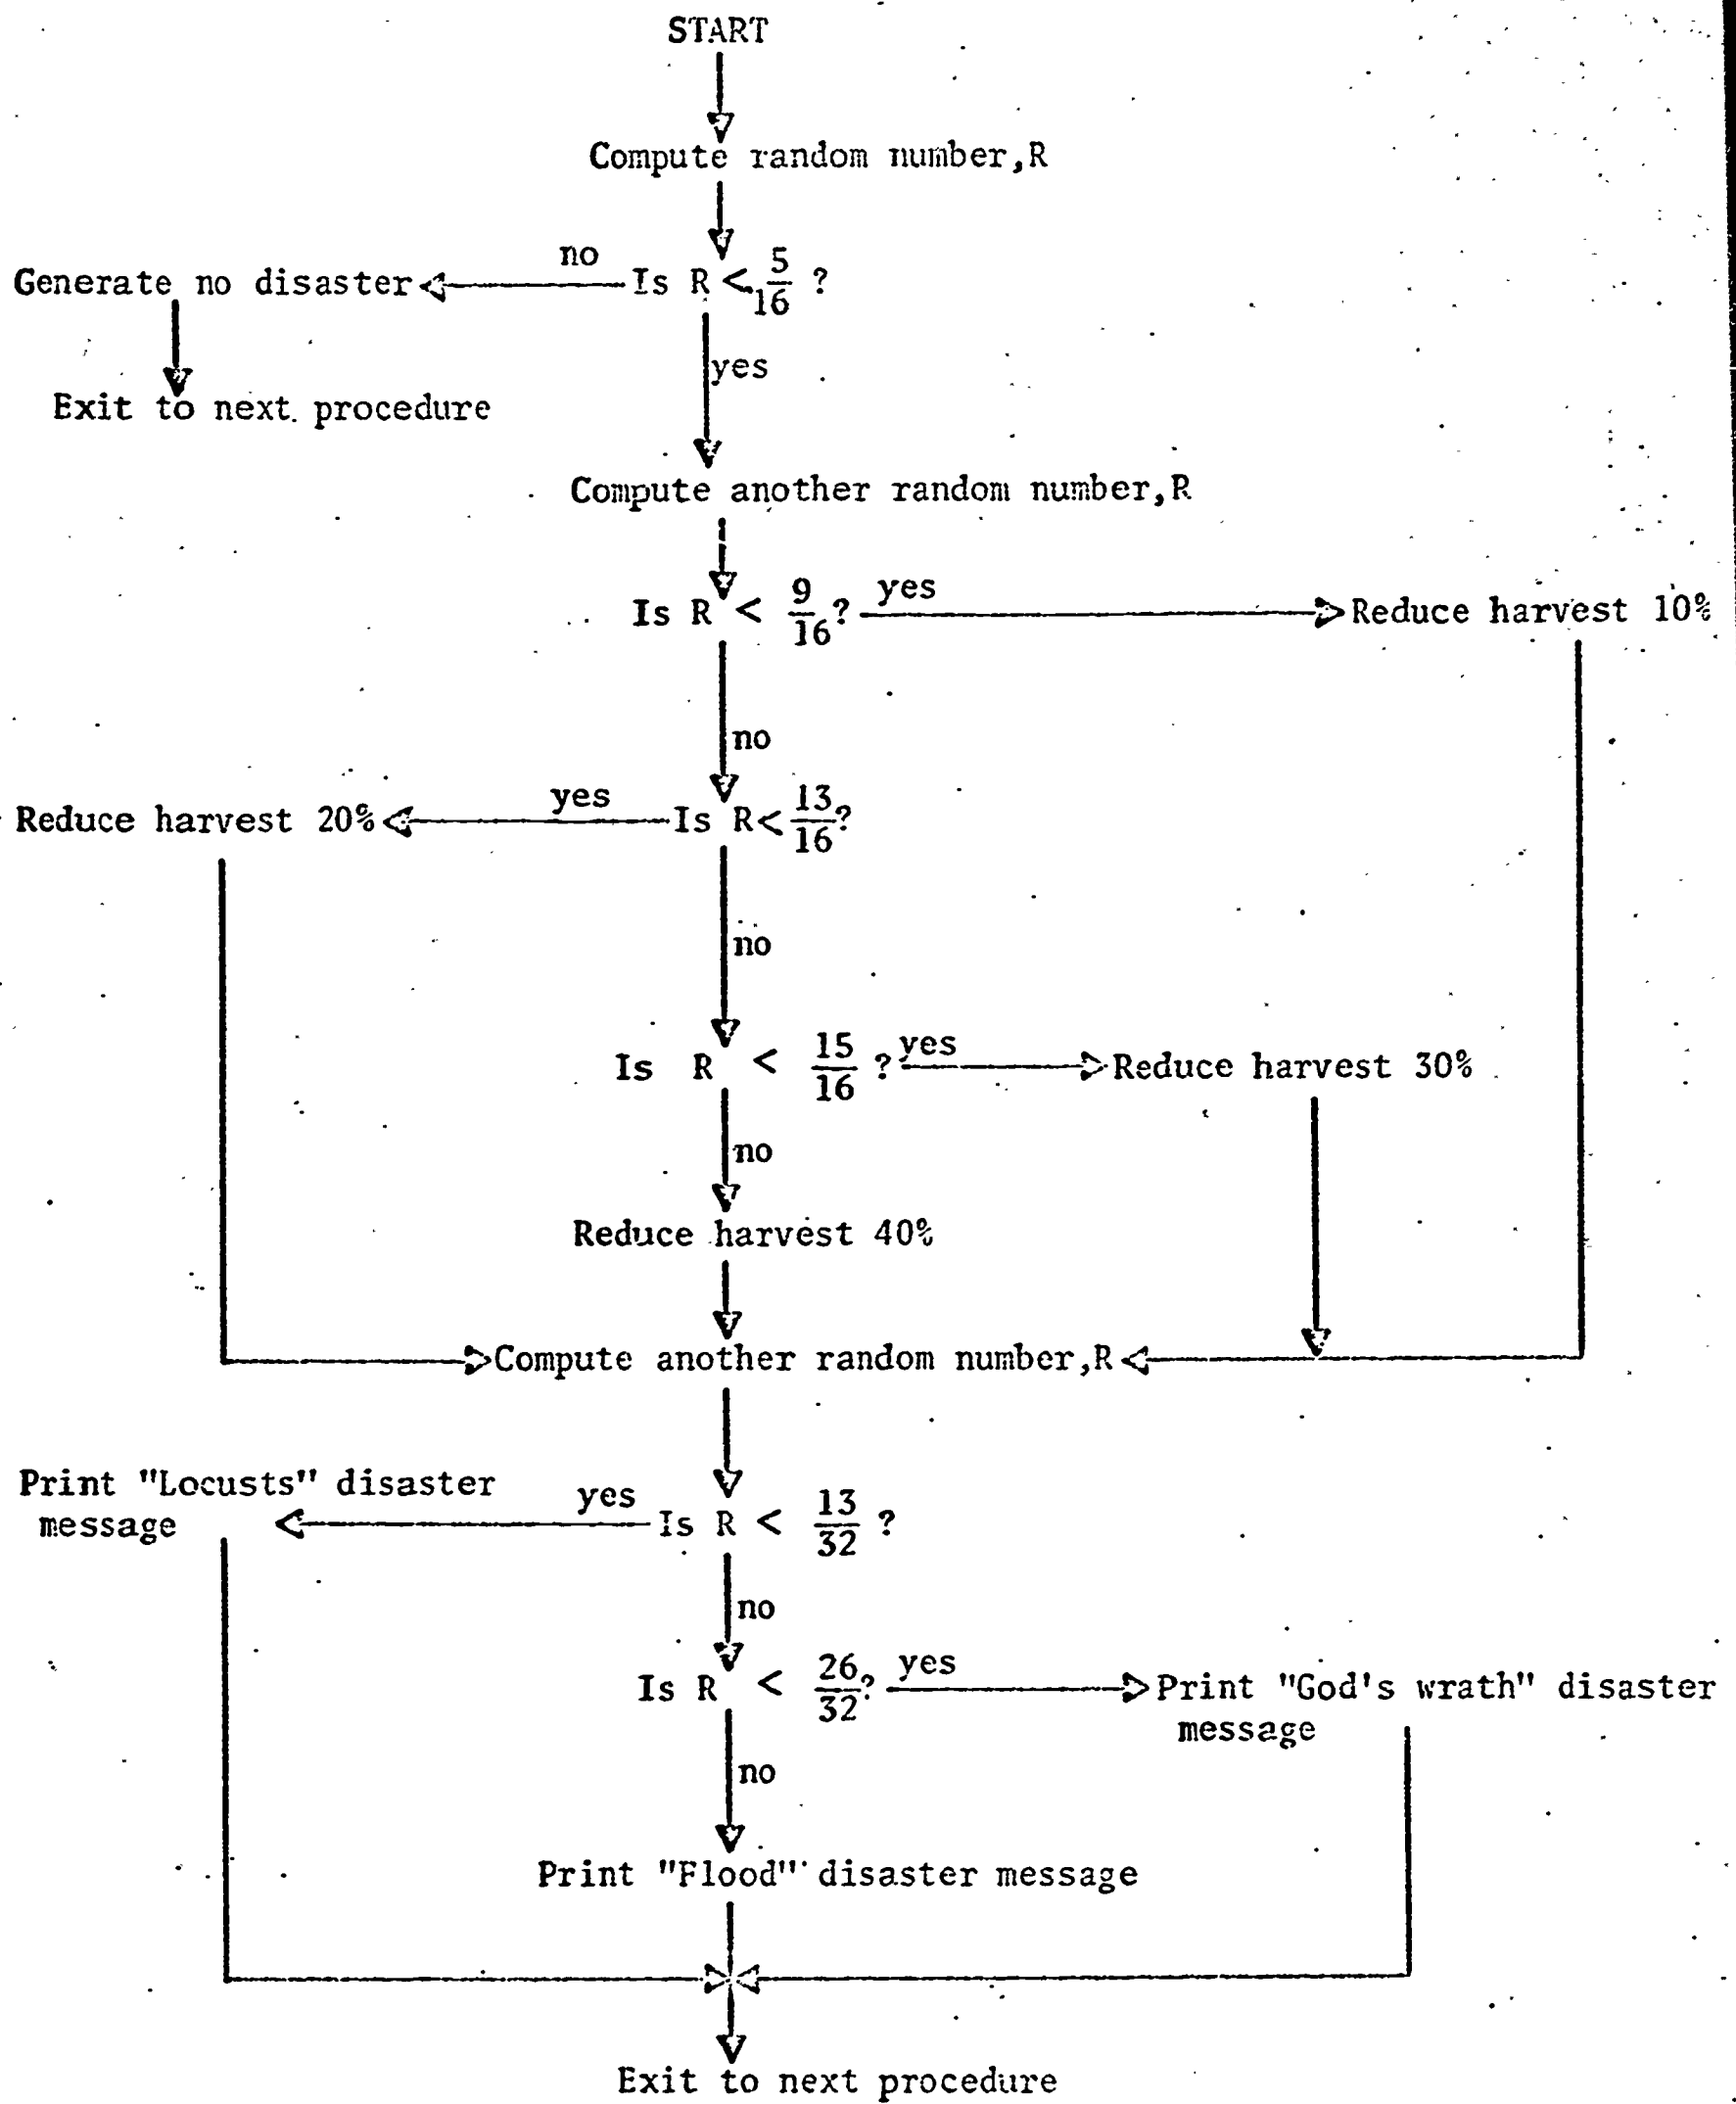 START
Compute random number,R
Generate no disaster no Is R < 5/16 ?
yes
Exit to next procedure
Compute another random number,R
Is R < 9/16? yes Reduce harvest 10%
no
Reduce harvest 20% yes Is R < 13/16?
no
Is R < 15/16 ? yes Reduce harvest 30%
no
Reduce harvest 40%
Compute another random number,R
Print "Locusts" disaster
message yes Is R < 13/32 ?
no
Is R < 26/32? yes Print "God's wrath" disaster
message
no
Print "Flood" disaster message
Exit to next procedure